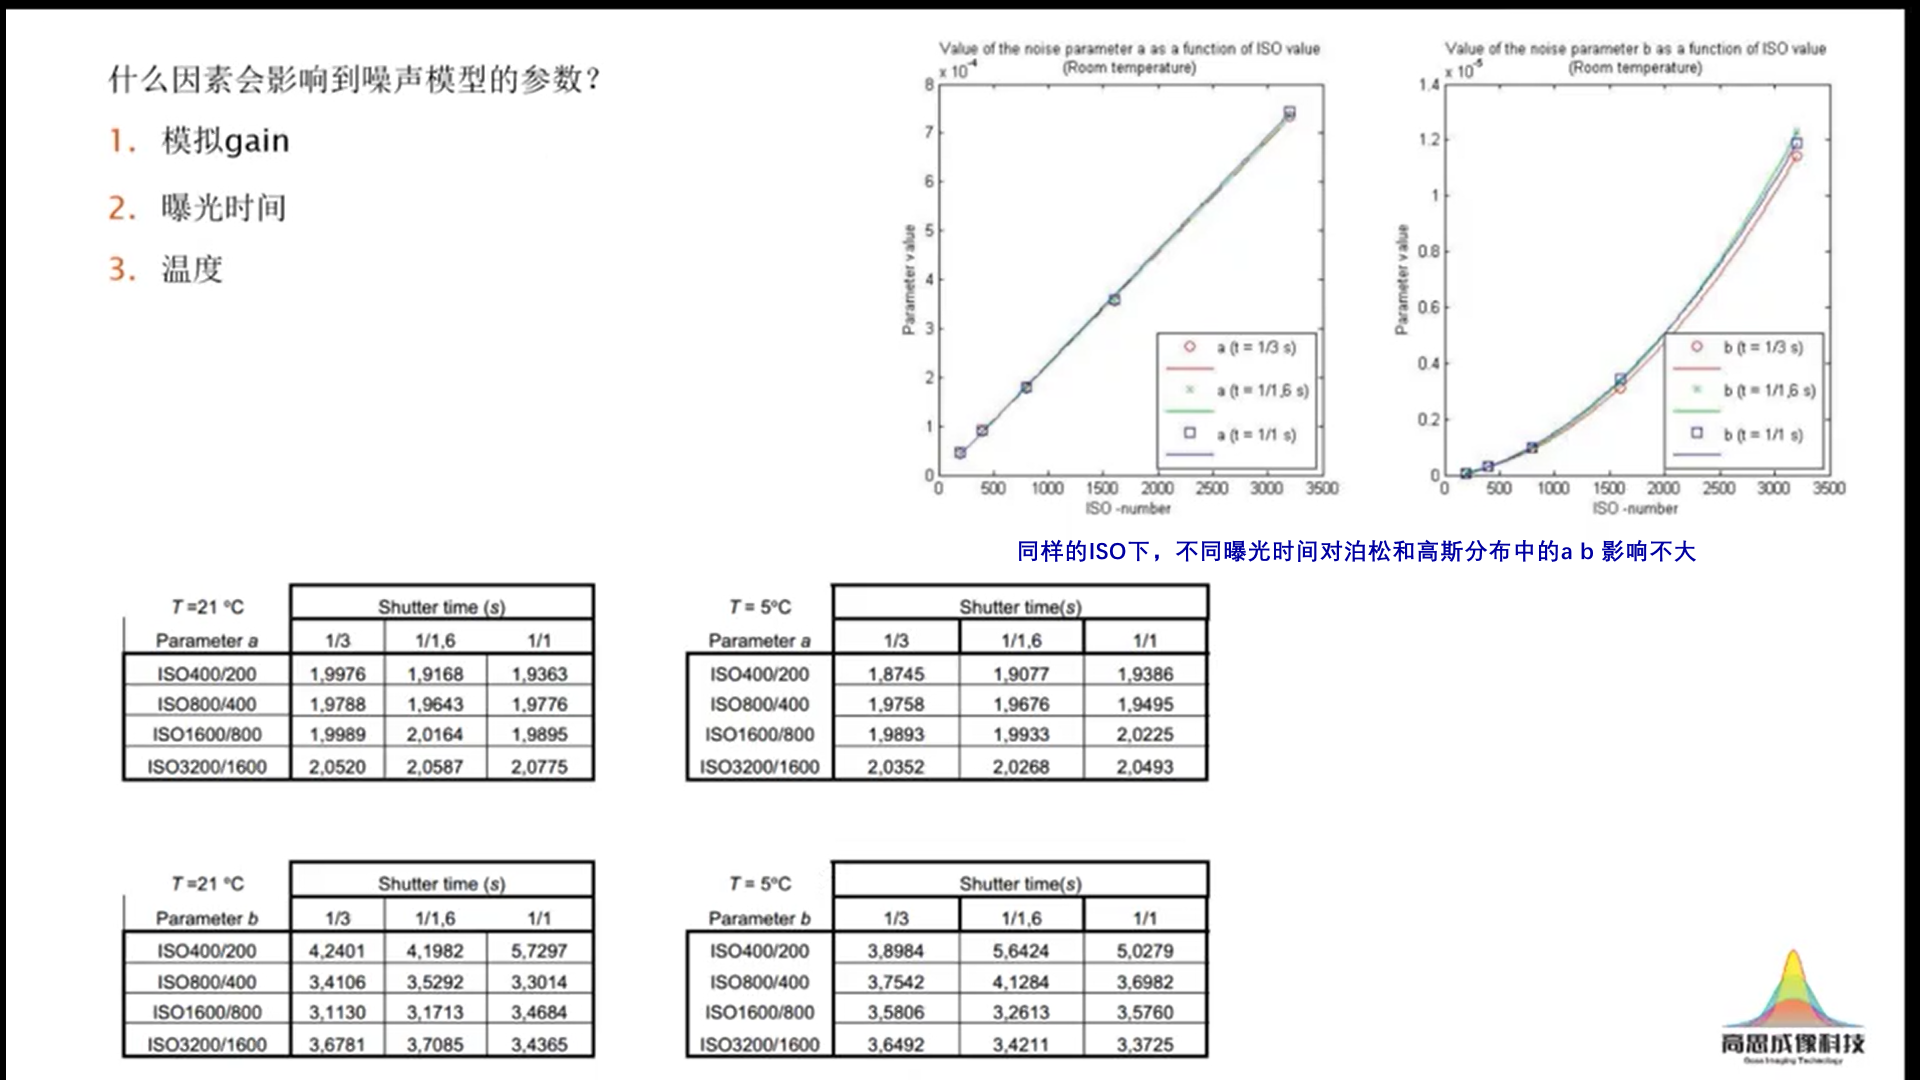 什么因素会影响到噪声模型的参数？
1. 模拟gain
2. 曝光时间
3. 温度
Value of the noise parameter a as a function of ISO value
(Room temperature)
x 10⁻⁴
8
7
6
5
4
3
2
1
0
Parameter value
0 500 1000 1500 2000 2500 3000 3500
ISO -number
a (t = 1/3 s)
a (t = 1/1,6 s)
a (t = 1/1 s)
Value of the noise parameter b as a function of ISO value
(Room temperature)
x 10⁻⁵
1.4
1.2
1
0.8
0.6
0.4
0.2
0
Parameter value
0 500 1000 1500 2000 2500 3000 3500
ISO -number
b (t = 1/3 s)
b (t = 1/1,6 s)
b (t = 1/1 s)
同样的ISO下，不同曝光时间对泊松和高斯分布中的a b 影响不大
T =21 °C Shutter time (s)
Parameter a 1/3 1/1,6 1/1
ISO400/200 1,9976 1,9168 1,9363
ISO800/400 1,9788 1,9643 1,9776
ISO1600/800 1,9989 2,0164 1,9895
ISO3200/1600 2,0520 2,0587 2,0775
T = 5°C Shutter time(s)
Parameter a 1/3 1/1,6 1/1
ISO400/200 1,8745 1,9077 1,9386
ISO800/400 1,9758 1,9676 1,9495
ISO1600/800 1,9893 1,9933 2,0225
ISO3200/1600 2,0352 2,0268 2,0493
T =21 °C Shutter time (s)
Parameter b 1/3 1/1,6 1/1
ISO400/200 4,2401 4,1982 5,7297
ISO800/400 3,4106 3,5292 3,3014
ISO1600/800 3,1130 3,1713 3,4684
ISO3200/1600 3,6781 3,7085 3,4365
T = 5°C Shutter time(s)
Parameter b 1/3 1/1,6 1/1
ISO400/200 3,8984 5,6424 5,0279
ISO800/400 3,7542 4,1284 3,6982
ISO1600/800 3,5806 3,2613 3,5760
ISO3200/1600 3,6492 3,4211 3,3725
高思成像科技
Goss Imaging Technology